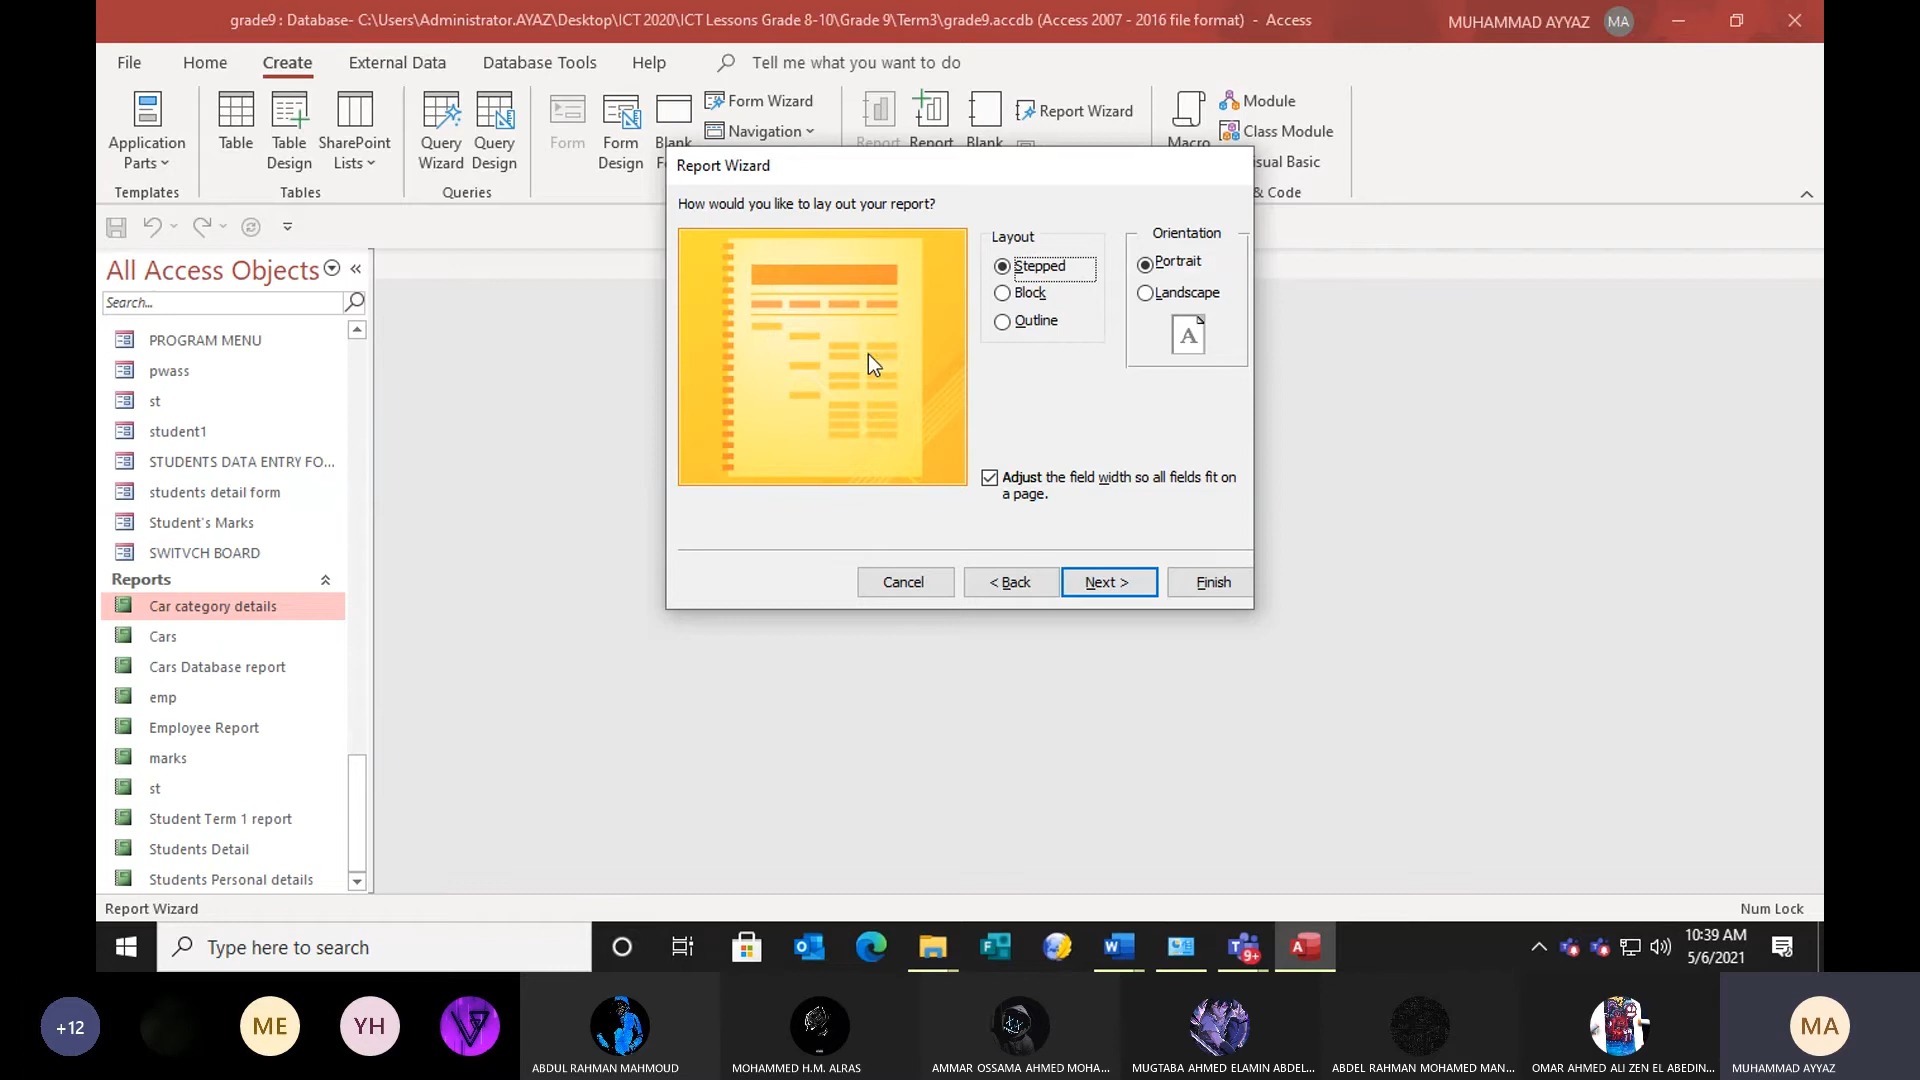 grade9 : Database- C:\Users\Administrator.AYAZ\Desktop\ICT 2020\ICT Lessons Grade 8-10\Grade 9\Term3\grade9.accdb (Access 2007 - 2016 file format) - Access
MUHAMMAD AYYAZ MA
File Home Create External Data Database Tools Help Tell me what you want to do
Application Parts
Table
Table Design
SharePoint Lists
Query Wizard
Query Design
Form
Form Design
Blank
Form Wizard
Navigation
Report
Report
Blank
Report Wizard
Macro
Module
Class Module
isual Basic
Templates Tables Queries & Code
All Access Objects
Search...
PROGRAM MENU
pwass
st
student1
STUDENTS DATA ENTRY FO...
students detail form
Student's Marks
SWITVCH BOARD
Reports
Car category details
Cars
Cars Database report
emp
Employee Report
marks
st
Student Term 1 report
Students Detail
Students Personal details
Report Wizard
How would you like to lay out your report?
Layout
Stepped
Block
Outline
Orientation
Portrait
Landscape
A
Adjust the field width so all fields fit on
a page.
Cancel < Back Next > Finish
Report Wizard Num Lock
Type here to search
9+
10:39 AM
5/6/2021
+12 ME YH MA
ABDUL RAHMAN MAHMOUD MOHAMMED H.M. ALRAS AMMAR OSSAMA AHMED MOHA... MUGTABA AHMED ELAMIN ABDEL... ABDEL RAHMAN MOHAMED MAN... OMAR AHMED ALI ZEN EL ABEDIN... MUHAMMAD AYYAZ